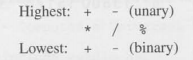 Highest: + - (unary)
* / %
Lowest: + - (binary)